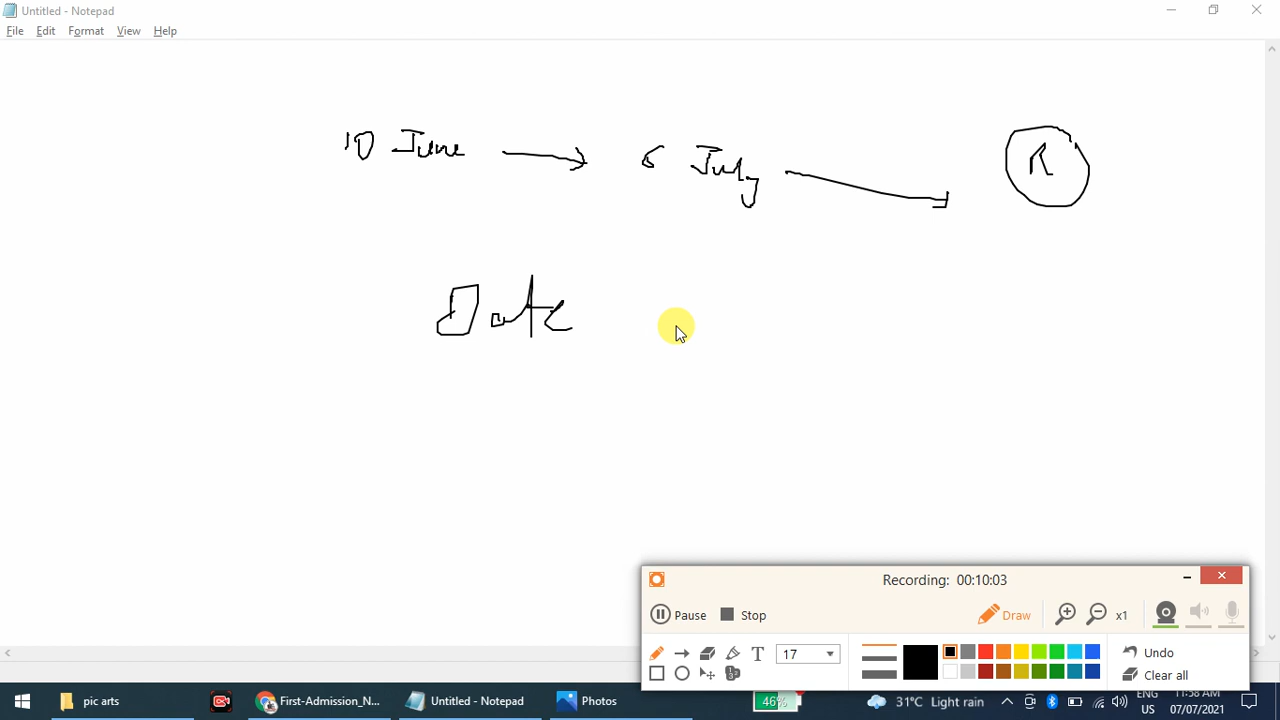 Untitled - Notepad
File Edit Format View Help
10 June → 6 July R
Date
Recording: 00:10:03
Pause Stop Draw x1
T 17 Undo
Clear all
pic arts First-Admission_N... Untitled - Notepad Photos 46% 31°C Light rain ENG US 11:58 AM 07/07/2021